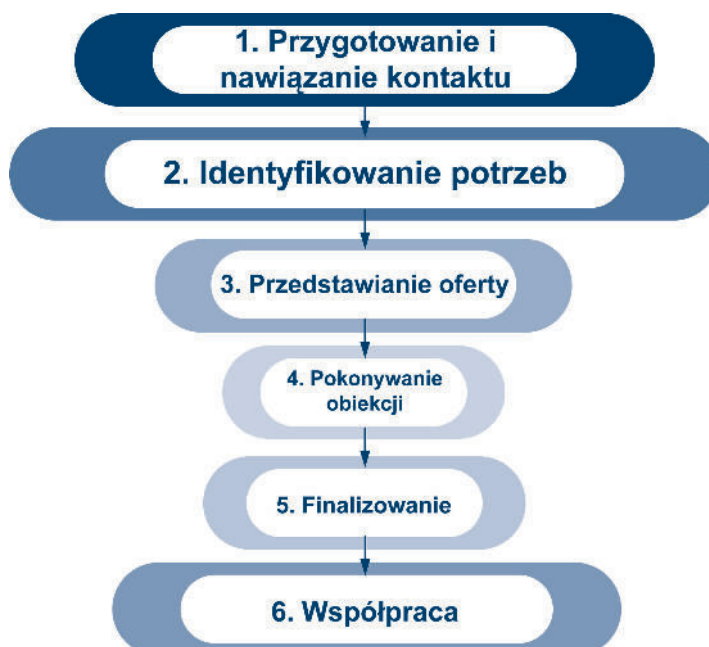 1. Przygotowanie i
nawiązanie kontaktu
2. Identyfikowanie potrzeb
3. Przedstawianie oferty
4. Pokonywanie
obiekcji
5. Finalizowanie
6. Współpraca